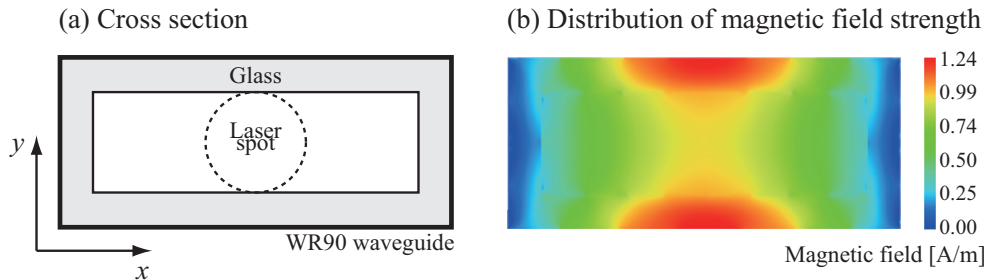 (a) Cross section
Glass
Laser
spot
y
x
WR90 waveguide
(b) Distribution of magnetic field strength
1.24
0.99
0.74
0.50
0.25
0.00
Magnetic field [A/m]